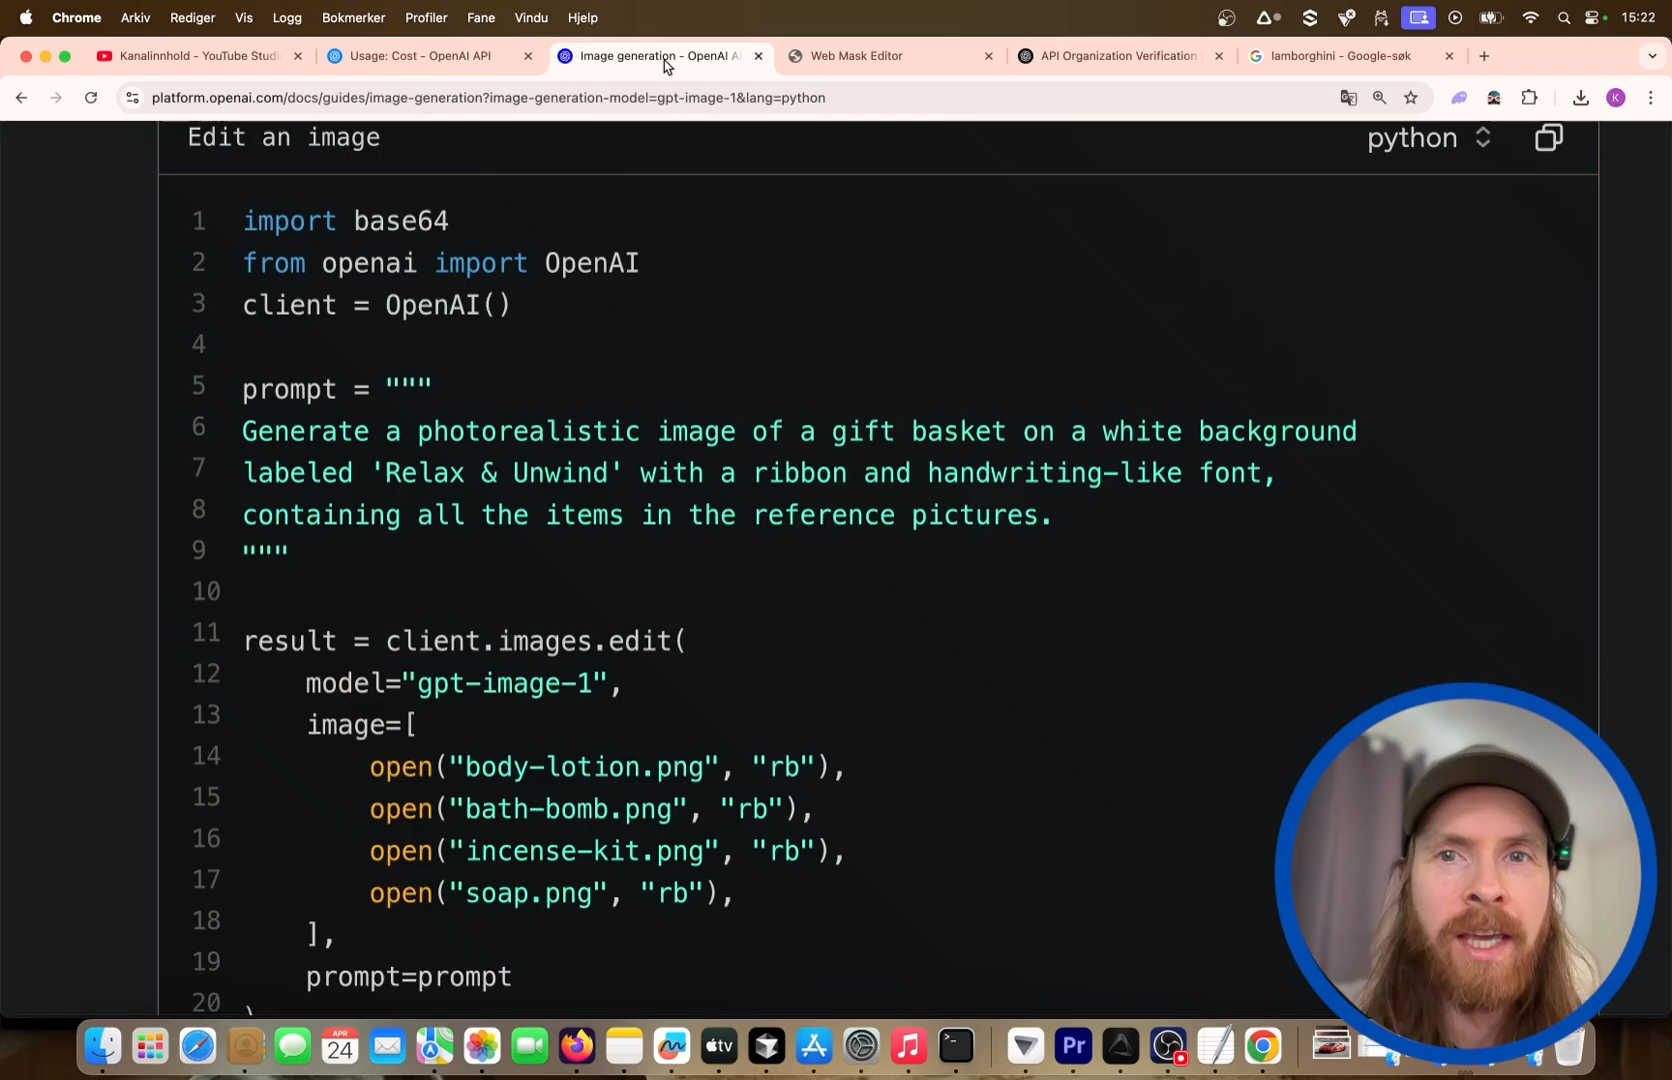 Chrome Arkiv Rediger Vis Logg Bokmerker Profiler Fane Vindu Hjelp 15:22
Kanalinnhold - YouTube Studi Usage: Cost - OpenAI API Image generation - OpenAI A Web Mask Editor API Organization Verification lamborghini - Google-søk
platform.openai.com/docs/guides/image-generation?image-generation-model=gpt-image-1&lang=python K
Edit an image python
1 import base64
2 from openai import OpenAI
3 client = OpenAI()
4
5 prompt = """
6 Generate a photorealistic image of a gift basket on a white background
7 labeled 'Relax & Unwind' with a ribbon and handwriting-like font,
8 containing all the items in the reference pictures.
9 """
10
11 result = client.images.edit(
12 model="gpt-image-1",
13 image=[
14 open("body-lotion.png", "rb"),
15 open("bath-bomb.png", "rb"),
16 open("incense-kit.png", "rb"),
17 open("soap.png", "rb"),
18 ],
19 prompt=prompt
20 )
APR
24 tv Pr